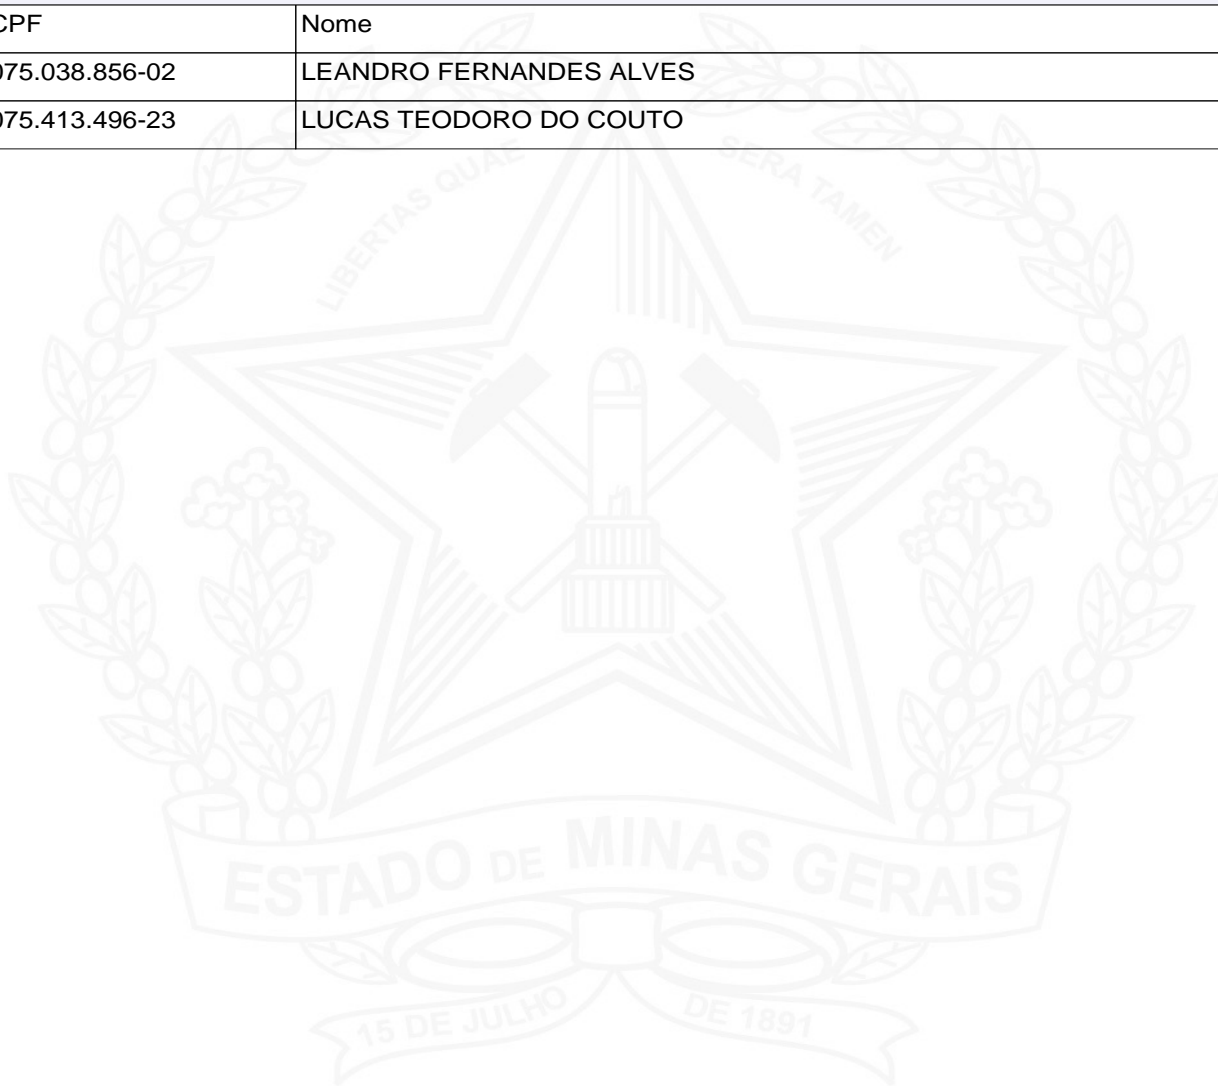 CPF Nome
075.038.856-02 LEANDRO FERNANDES ALVES
075.413.496-23 LUCAS TEODORO DO COUTO
LIBERTAS QUAE SERA TAMEN
ESTADO DE MINAS GERAIS
15 DE JULHO DE 1891